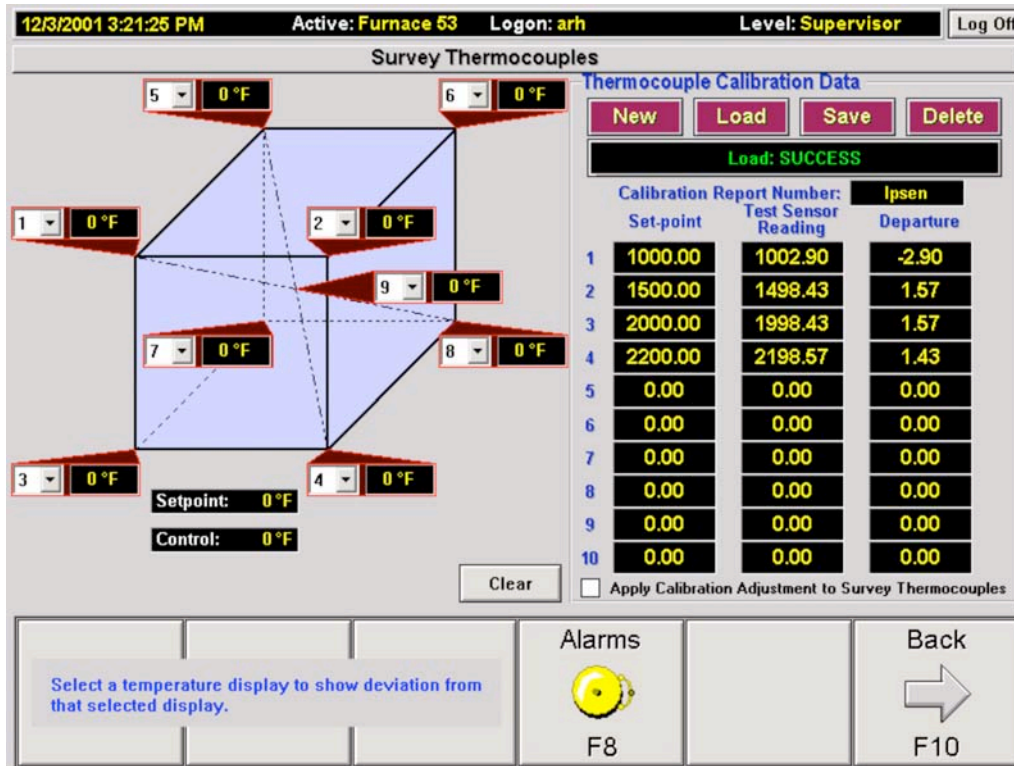 12/3/2001 3:21:25 PM Active: Furnace 53 Logon: arh Level: Supervisor Log Off
Survey Thermocouples
5 0 °F
6 0 °F
1 0 °F
2 0 °F
9 0 °F
7 0 °F
8 0 °F
3 0 °F
4 0 °F
Setpoint: 0 °F
Control: 0 °F
Clear
Thermocouple Calibration Data
New Load Save Delete
Load: SUCCESS
Calibration Report Number: Ipsen
Set-point Test Sensor Reading Departure
1 1000.00 1002.90 -2.90
2 1500.00 1498.43 1.57
3 2000.00 1998.43 1.57
4 2200.00 2198.57 1.43
5 0.00 0.00 0.00
6 0.00 0.00 0.00
7 0.00 0.00 0.00
8 0.00 0.00 0.00
9 0.00 0.00 0.00
10 0.00 0.00 0.00
Apply Calibration Adjustment to Survey Thermocouples
Select a temperature display to show deviation from
that selected display.
Alarms
F8
Back
F10